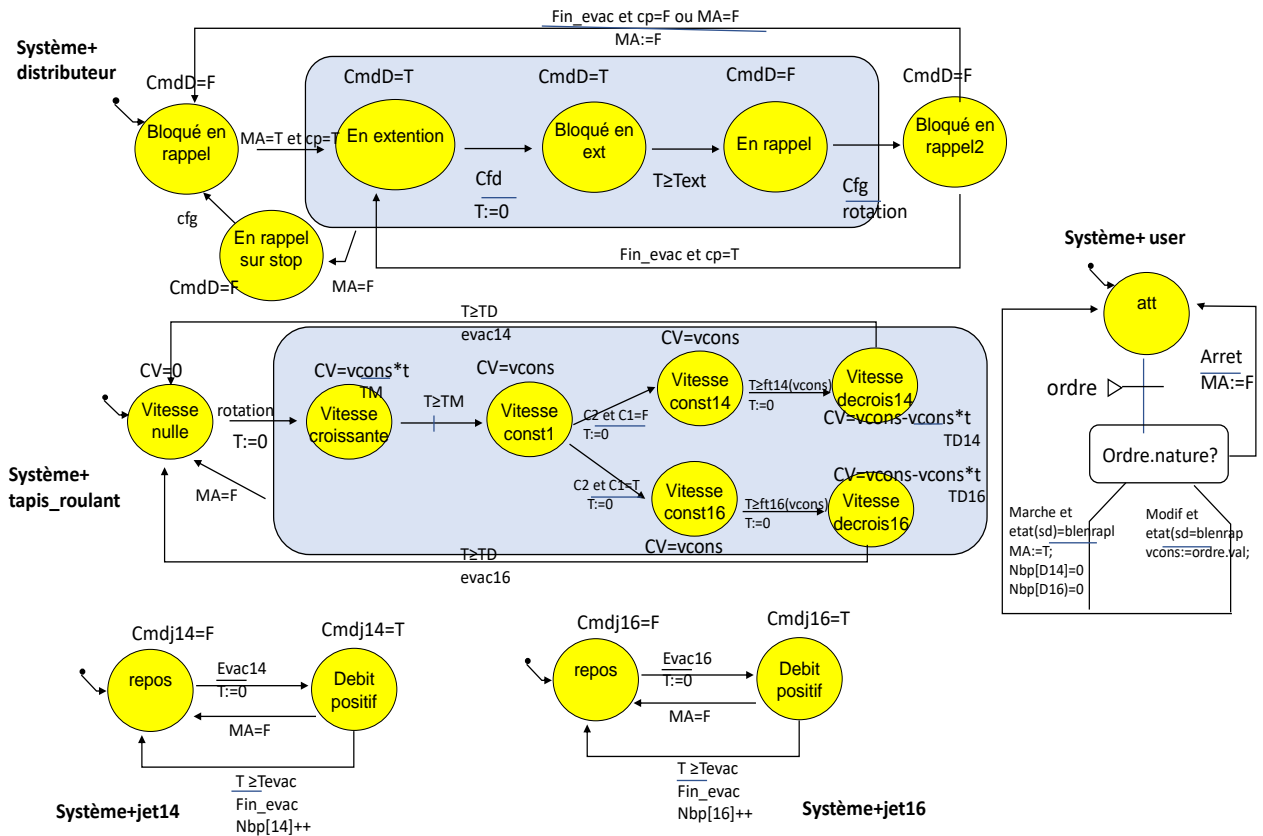 Fin_evac et cp=F ou MA=F
MA:=F
Système+
distributeur
CmdD=F
CmdD=T
CmdD=T
CmdD=F
CmdD=F
Bloqué en
rappel
MA=T et cp=T
En extention
Bloqué en
ext
En rappel
Bloqué en
rappel2
Cfd
T:=0
T≥Text
Cfg
rotation
cfg
En rappel
sur stop
CmdD=F
MA=F
Fin_evac et cp=T
Système+ user
att
Arret
MA:=F
ordre
Ordre.nature?
Marche et
etat(sd)=blenrapl
MA:=T;
Nbp[D14]=0
Nbp[D16)=0
Modif et
etat(sd=blenrap
vcons:=ordre.val;
T≥TD
evac14
CV=0
Vitesse
nulle
rotation
T:=0
CV=vcons*t
TM
Vitesse
croissante
T≥TM
CV=vcons
Vitesse
const1
C2 et C1=F
T:=0
CV=vcons
Vitesse
const14
T≥ft14(vcons)
T:=0
Vitesse
decrois14
CV=vcons-vcons*t
TD14
Système+
tapis_roulant
MA=F
C2 et C1=T
T:=0
Vitesse
const16
CV=vcons
T≥ft16(vcons)
T:=0
CV=vcons-vcons*t
TD16
Vitesse
decrois16
T≥TD
evac16
Cmdj14=F
Cmdj14=T
repos
Evac14
T:=0
Debit
positif
MA=F
T ≥Tevac
Fin_evac
Nbp[14]++
Système+jet14
Cmdj16=F
Cmdj16=T
repos
Evac16
T:=0
Debit
positif
MA=F
T ≥Tevac
Fin_evac
Nbp[16]++
Système+jet16